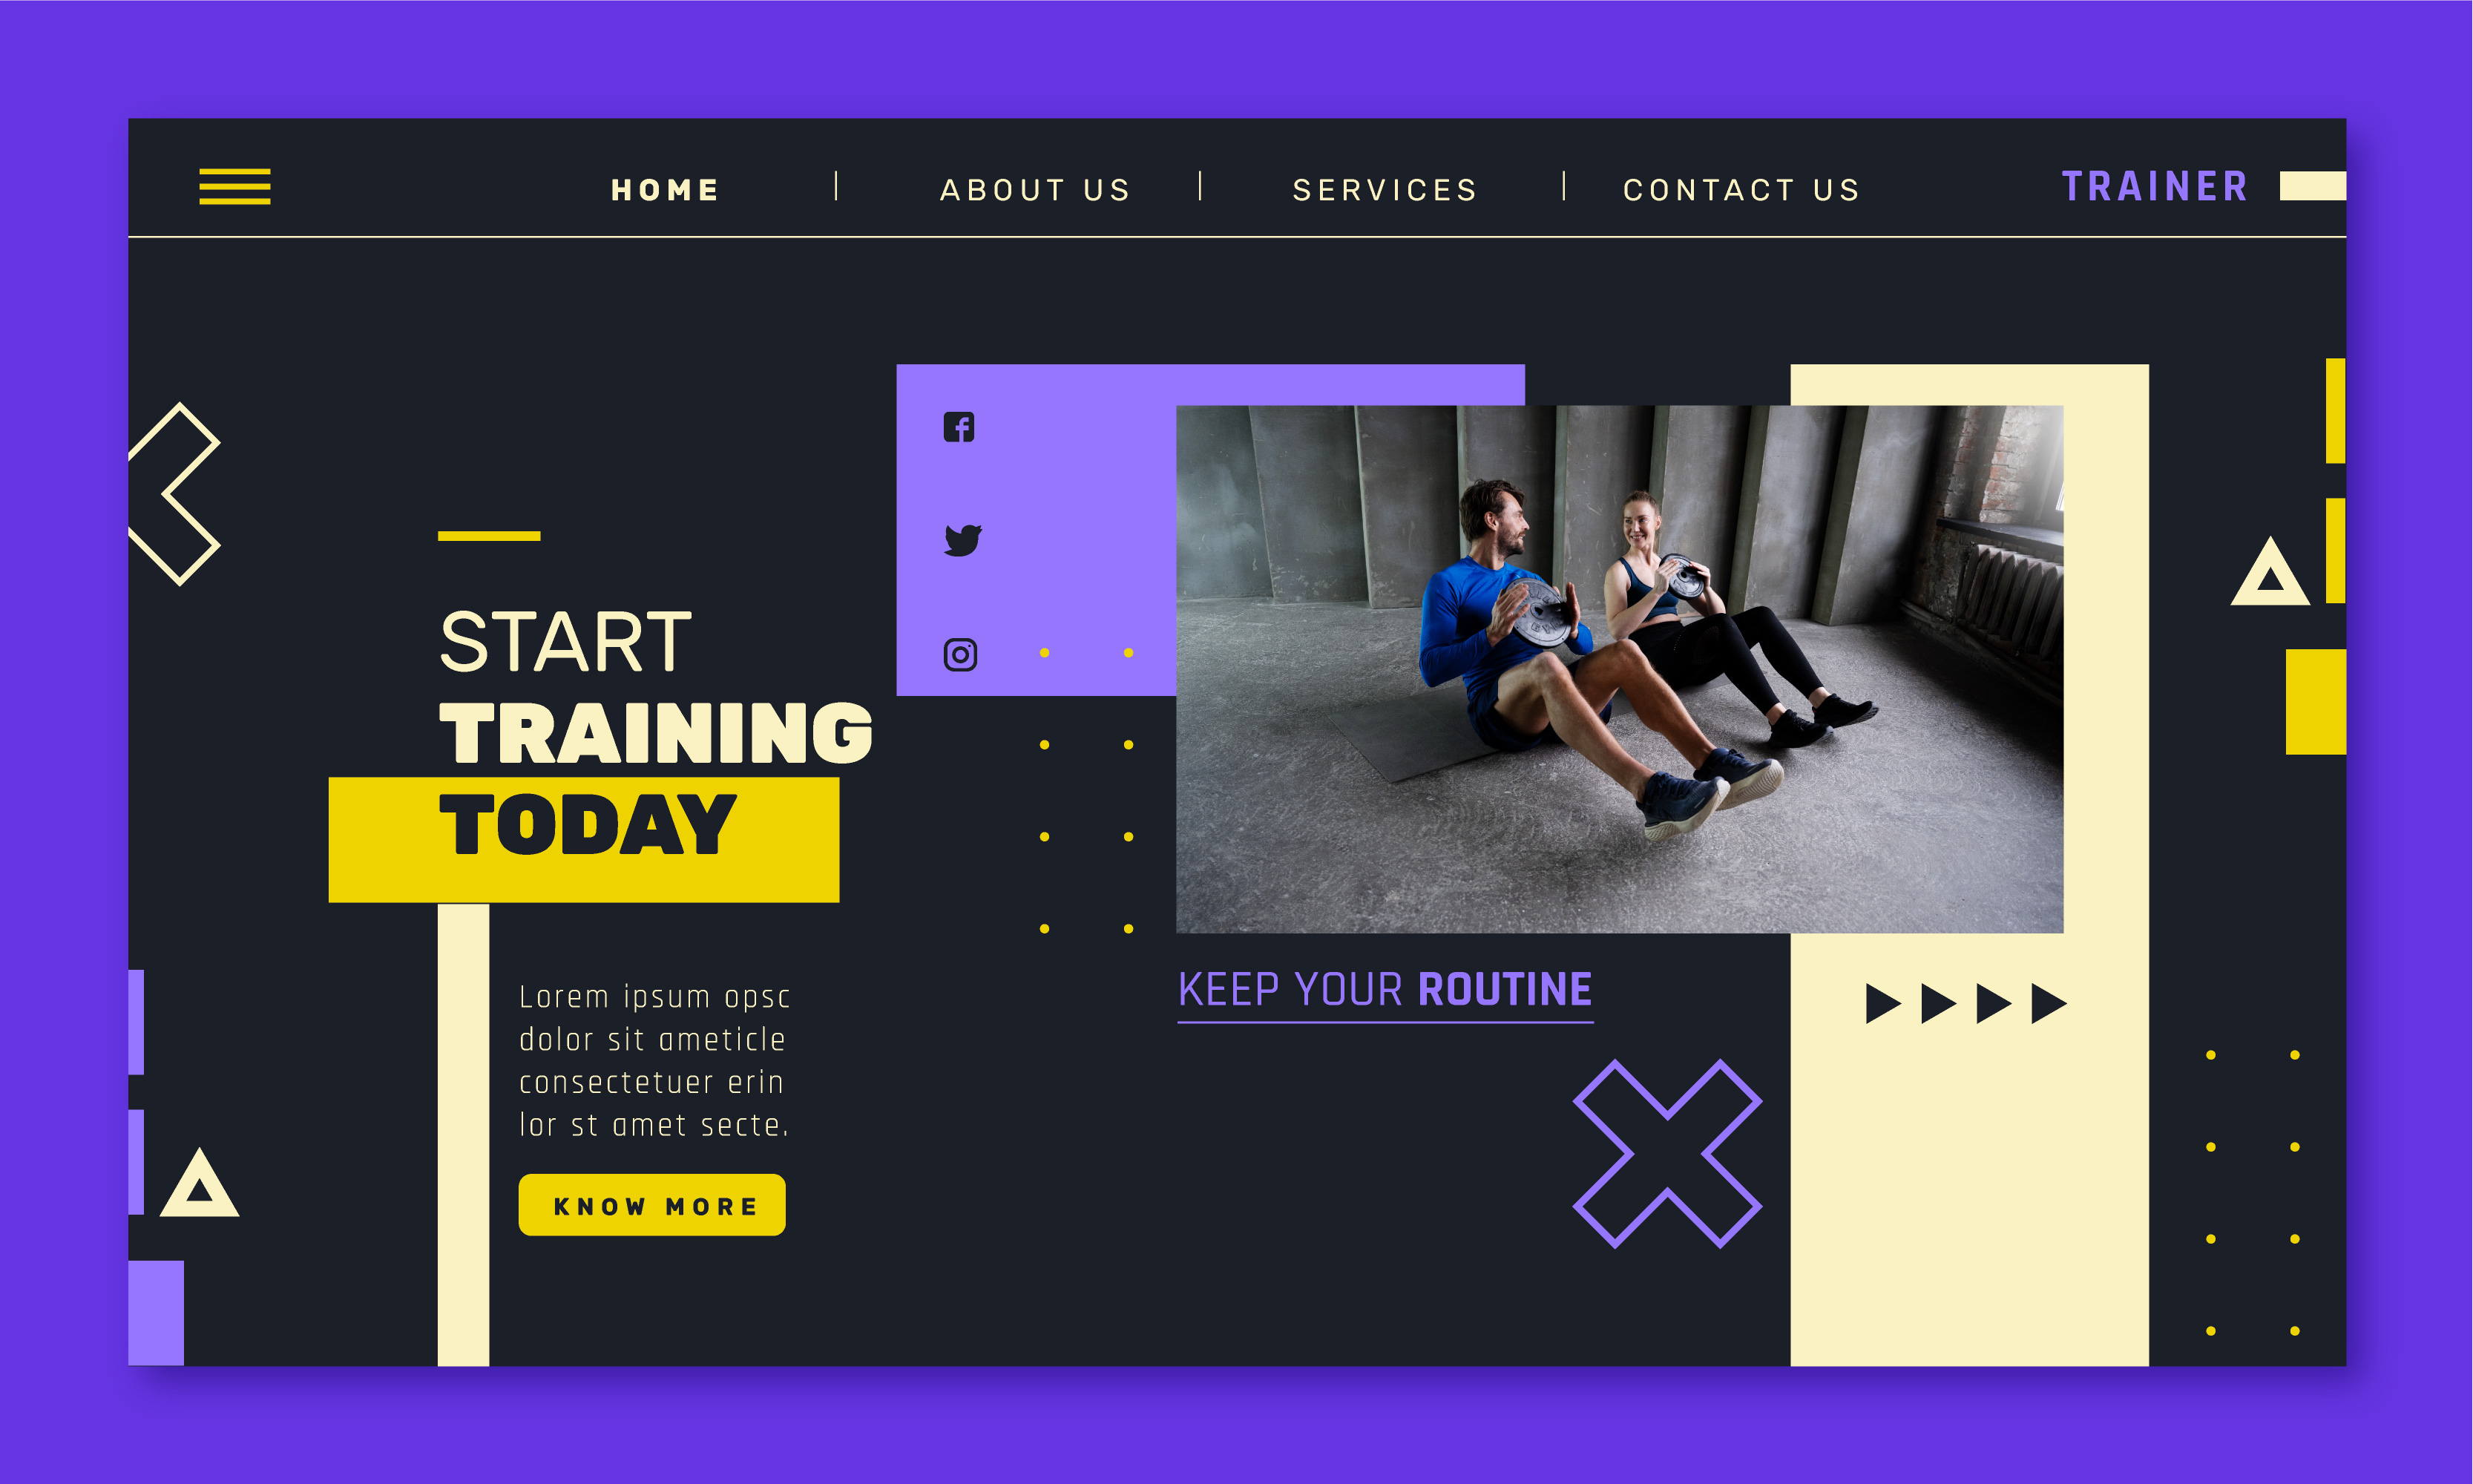 HOME
ABOUT US
SERVICES
CONTACT US
TRAINER
START
TRAINING
TODAY
Lorem ipsum opsc
dolor sit ameticle
consectetuer erin
lor st amet secte.
KNOW MORE
KEEP YOUR ROUTINE